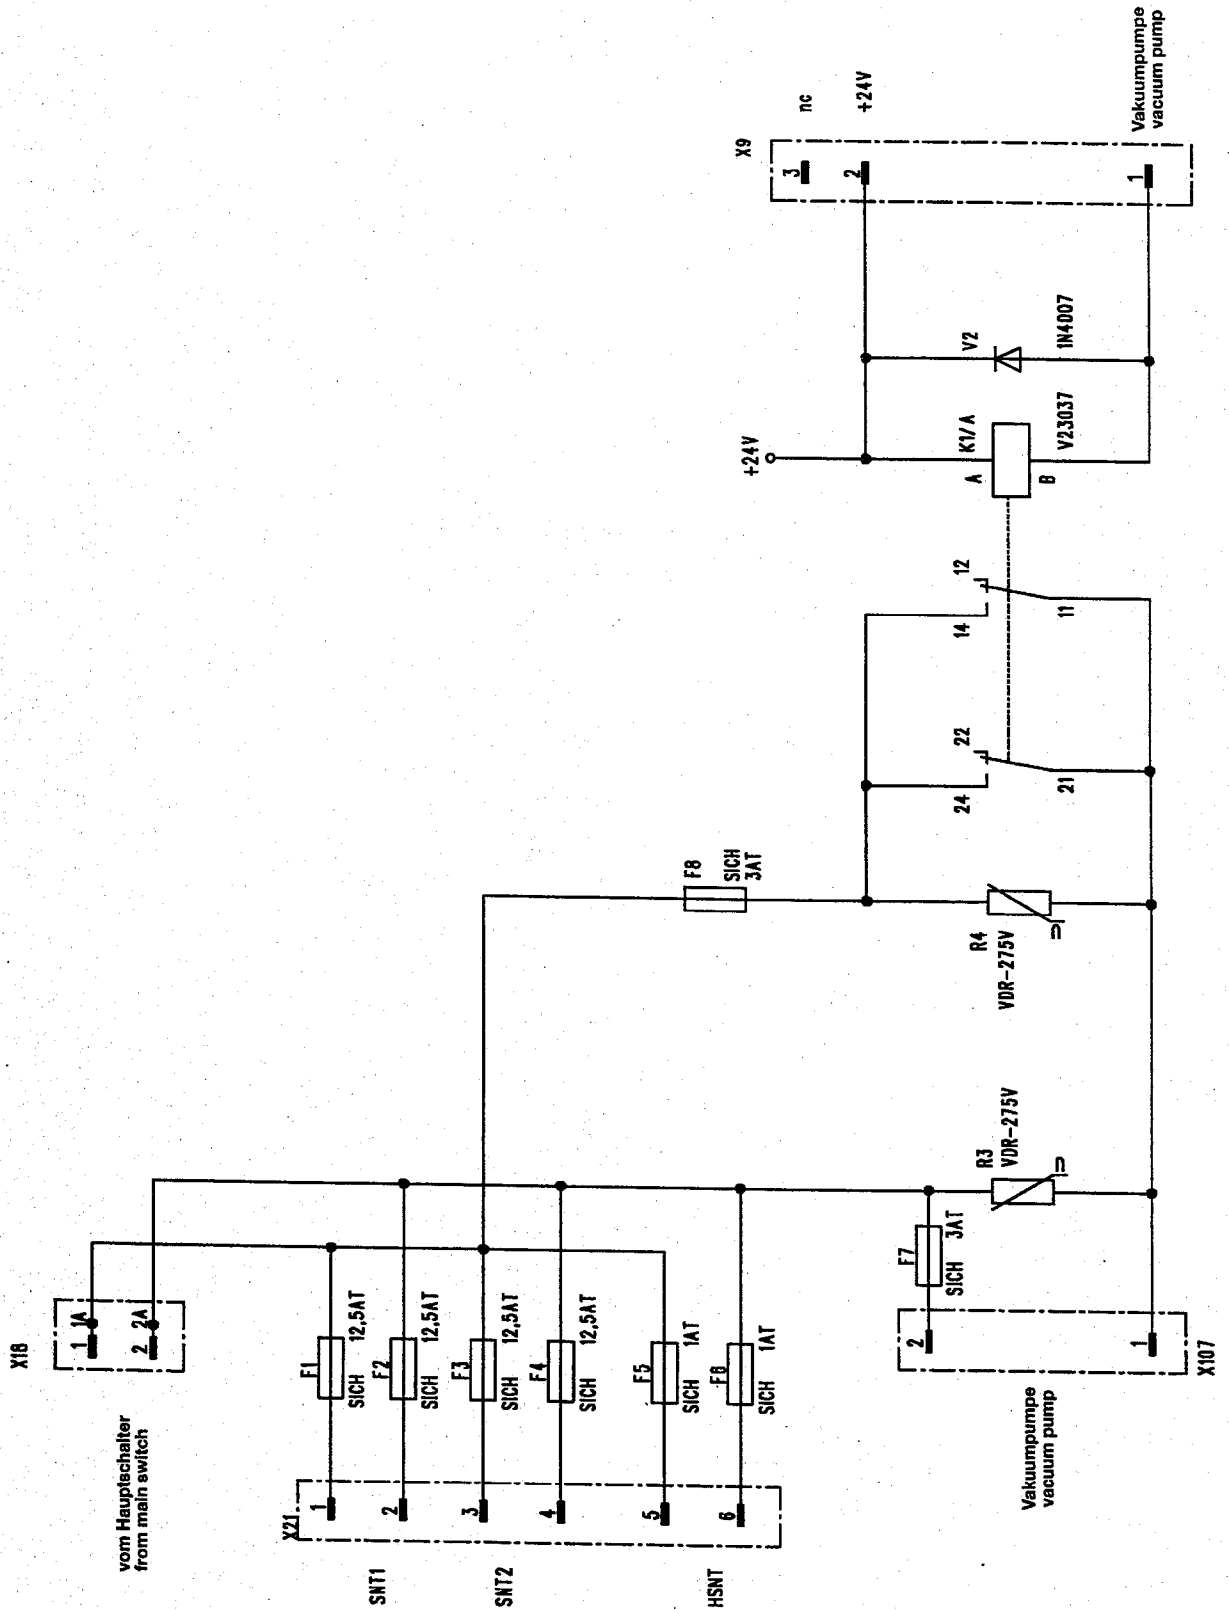 X18
vom Hauptschalter
from main switch
1 1A
2 2A
X21
1
2
3
4
5
6
SNT1
SNT2
HSNT
F1
SICH 12,5AT
F2
SICH 12,5AT
F3
SICH 12,5AT
F4
SICH 12,5AT
F5
SICH 1AT
F6
SICH 1AT
F7
SICH 3AT
X107
2
1
Vakuumpumpe
vacuum pump
R3
VDR-275V
U
R4
VDR-275V
U
F8
SICH
3AT
24
22
21
14
12
11
+24V
A
K1/A
B
V23037
V2
1N4007
X9
3
2
1
nc
+24V
Vakuumpumpe
vacuum pump